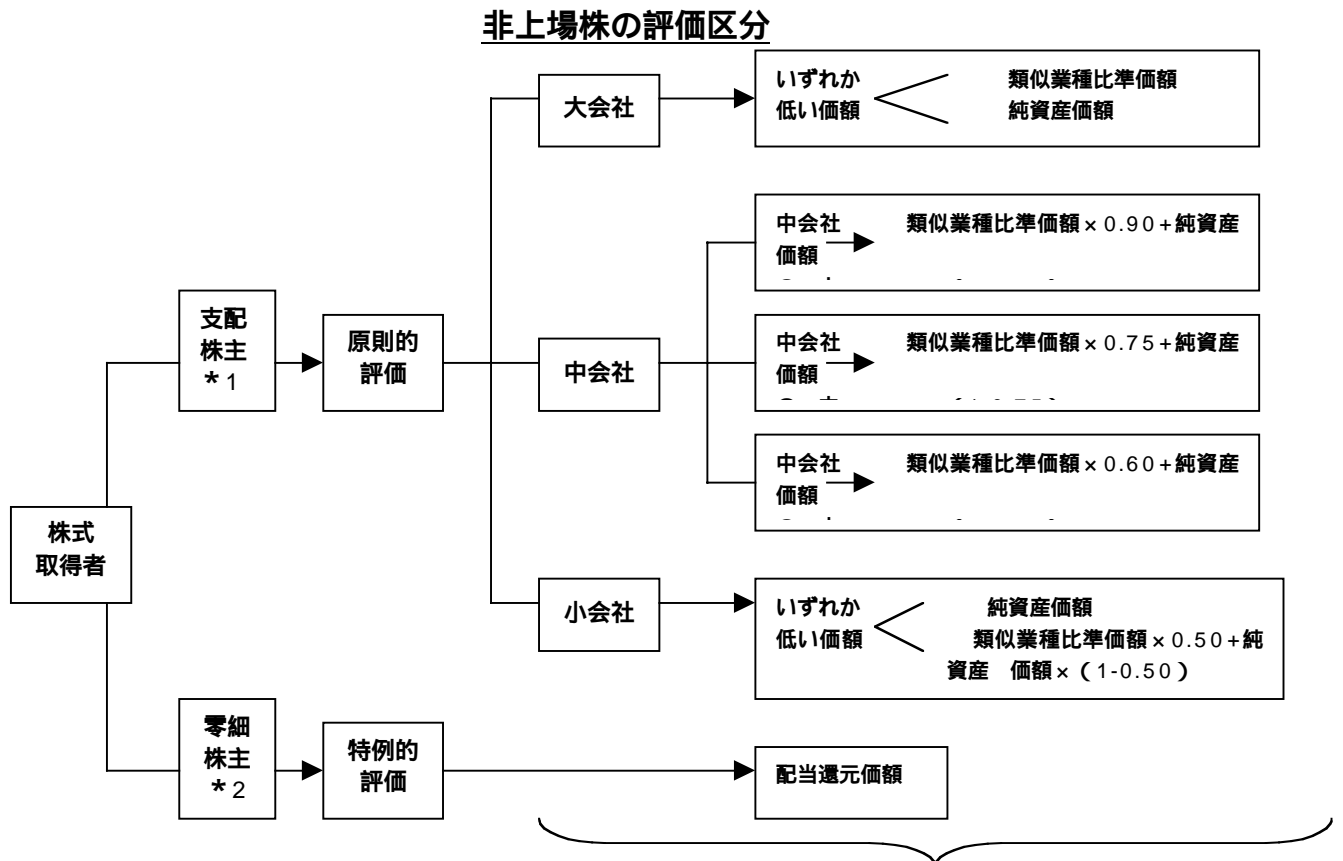 非上場株の評価区分
大会社
いずれか
低い価額
類似業種比準価額
純資産価額
中会社
価額
類似業種比準価額×0.90+純資産
支配
株主
*1
原則的
評価
中会社
中会社
価額
類似業種比準価額×0.75+純資産
中会社
価額
類似業種比準価額×0.60+純資産
株式
取得者
小会社
いずれか
低い価額
純資産価額
類似業種比準価額×0.50+純
資産 価額×(1-0.50)
零細
株主
*2
特例的
評価
配当還元価額